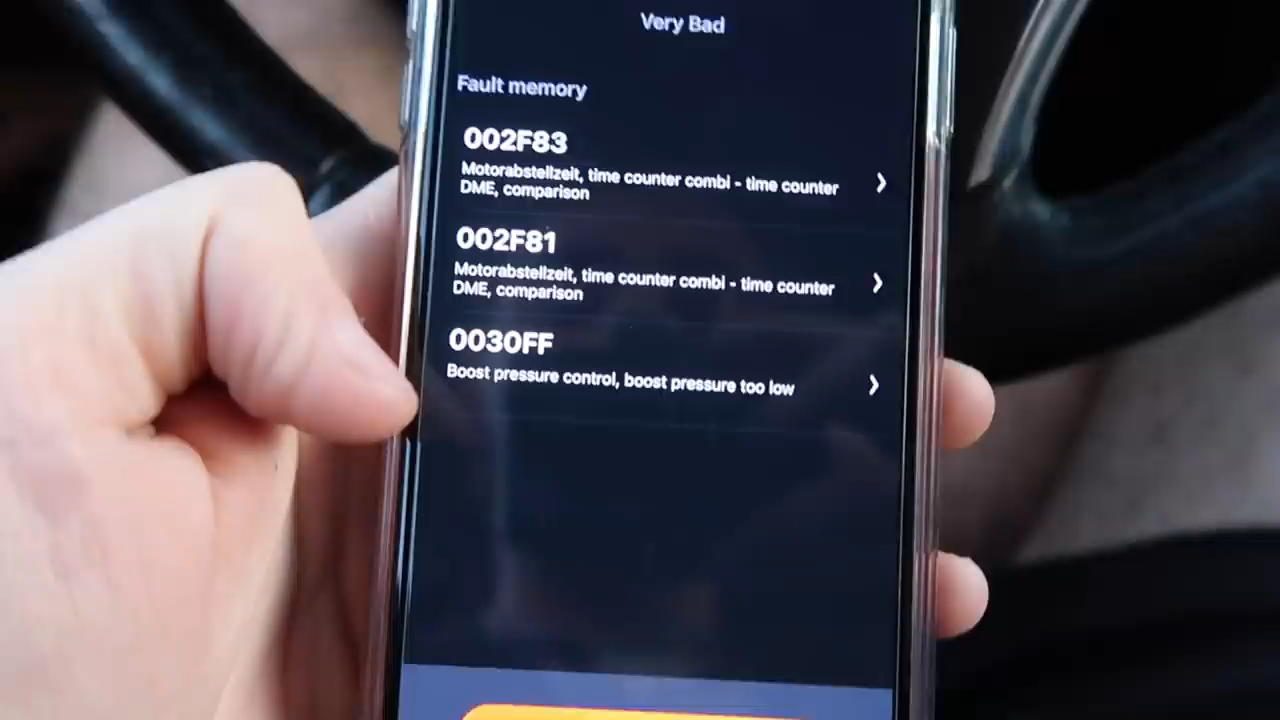 Very Bad
Fault memory
002F83
Motorabstellzeit, time counter combi - time counter
DME, comparison
002F81
Motorabstellzeit, time counter combi - time counter
DME, comparison
0030FF
Boost pressure control, boost pressure too low